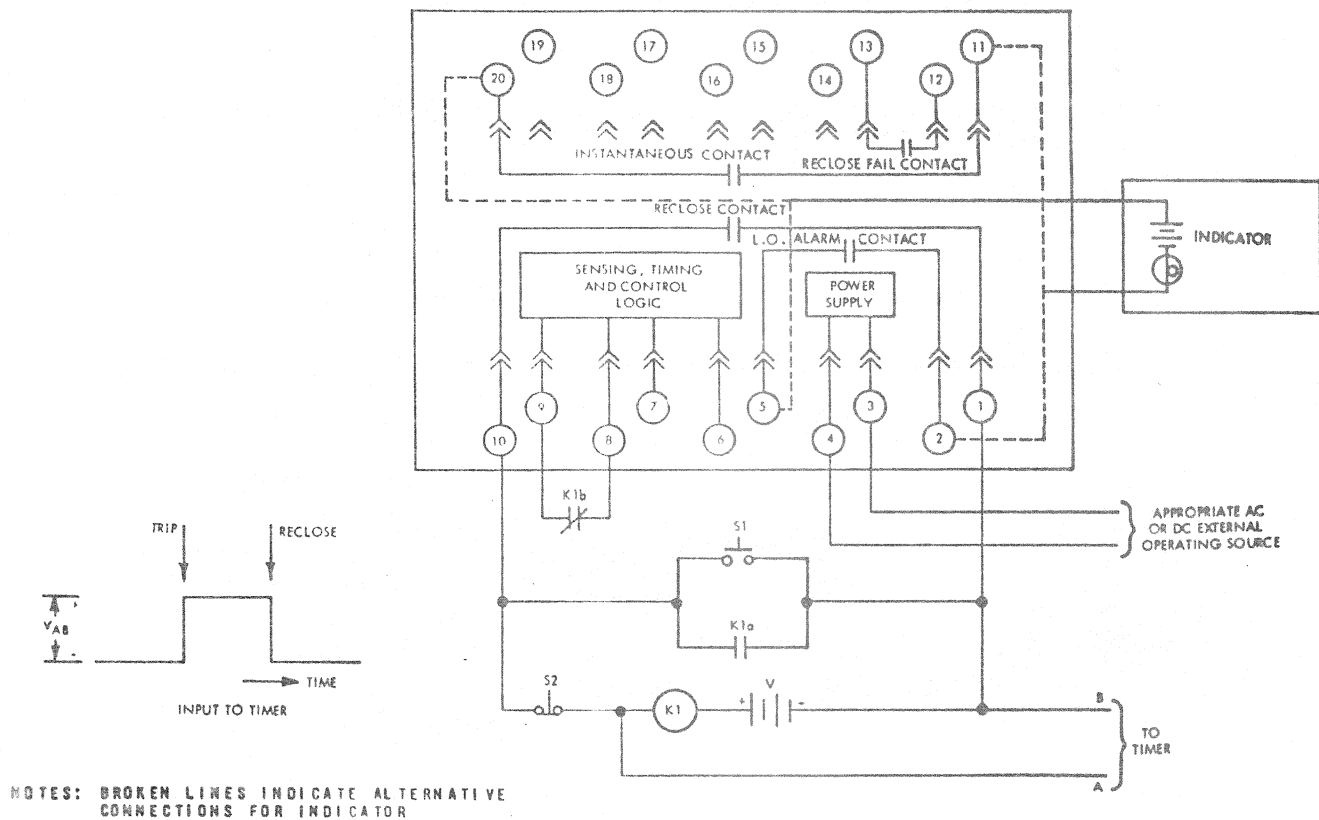 19
17
15
13
11
20
18
16
14
12
INSTANTANEOUS CONTACT
RECLOSE FAIL CONTACT
RECLOSE CONTACT
L.O. ALARM CONTACT
INDICATOR
SENSING, TIMING
AND CONTROL
LOGIC
POWER
SUPPLY
9
7
5
3
1
10
8
6
4
2
K1b
S1
APPROPRIATE AC
OR DC EXTERNAL
OPERATING SOURCE
TRIP
RECLOSE
K1a
VAB
+
-
TIME
INPUT TO TIMER
S2
K1
+
V
-
B
TO
TIMER
A
NOTES: BROKEN LINES INDICATE ALTERNATIVE
CONNECTIONS FOR INDICATOR